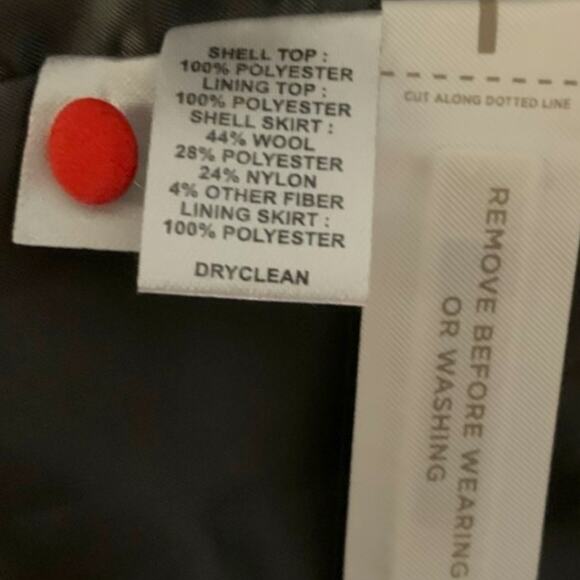 SHELL TOP :
100% POLYESTER
LINING TOP :
100% POLYESTER
SHELL SKIRT :
44% WOOL
28% POLYESTER
24% NYLON
4% OTHER FIBER
LINING SKIRT :
100% POLYESTER
DRYCLEAN
CUT ALONG DOTTED LINE
REMOVE BEFORE WEARING
OR WASHING